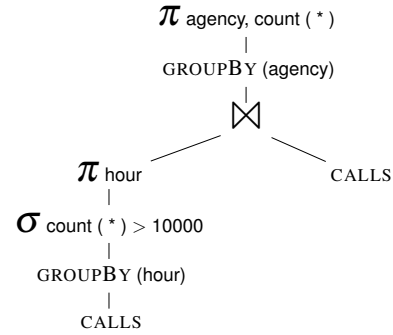 π agency, count ( * )
GROUPBY (agency)
⋈
π hour
CALLS
σ count ( * ) > 10000
GROUPBY (hour)
CALLS